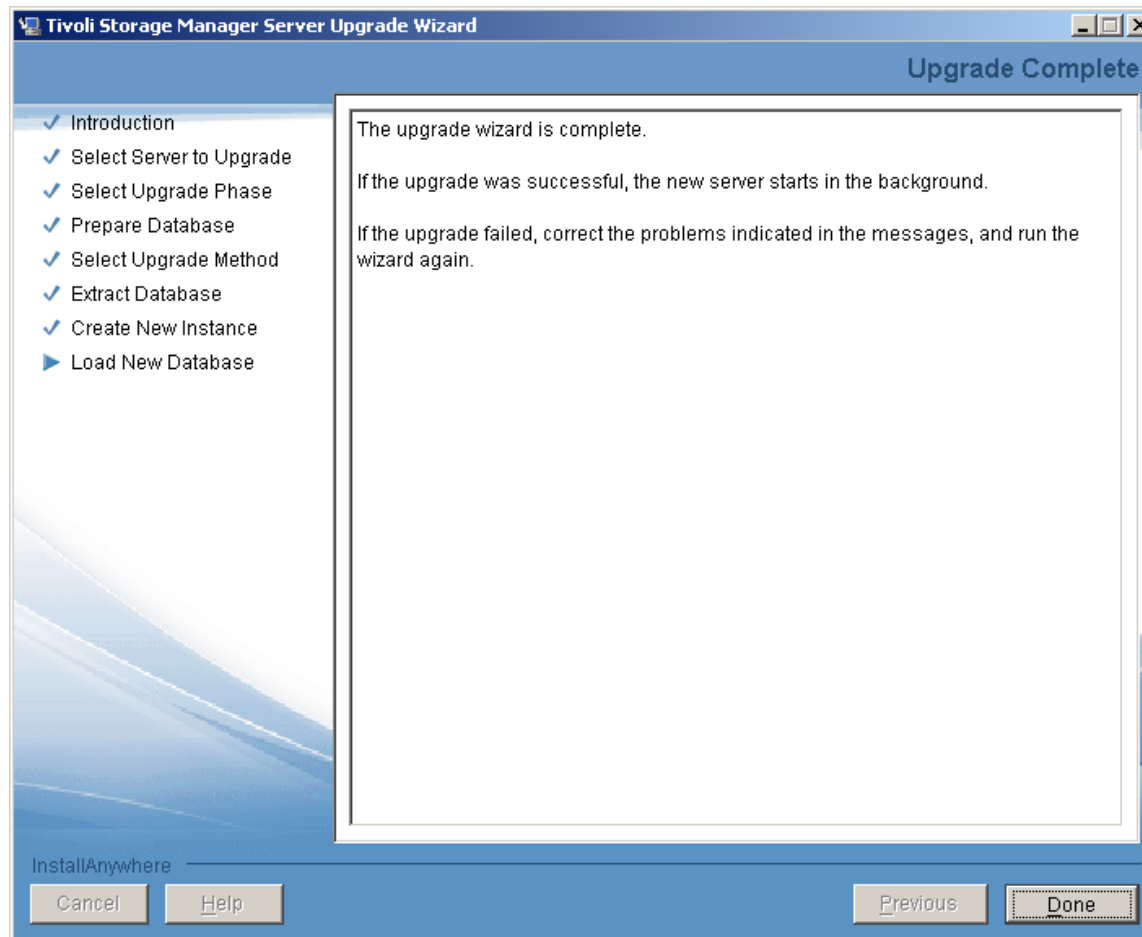 Tivoli Storage Manager Server Upgrade Wizard
Upgrade Complete
Introduction
Select Server to Upgrade
Select Upgrade Phase
Prepare Database
Select Upgrade Method
Extract Database
Create New Instance
Load New Database
The upgrade wizard is complete.
If the upgrade was successful, the new server starts in the background.
If the upgrade failed, correct the problems indicated in the messages, and run the
wizard again.
InstallAnywhere
Cancel
Help
Previous
Done